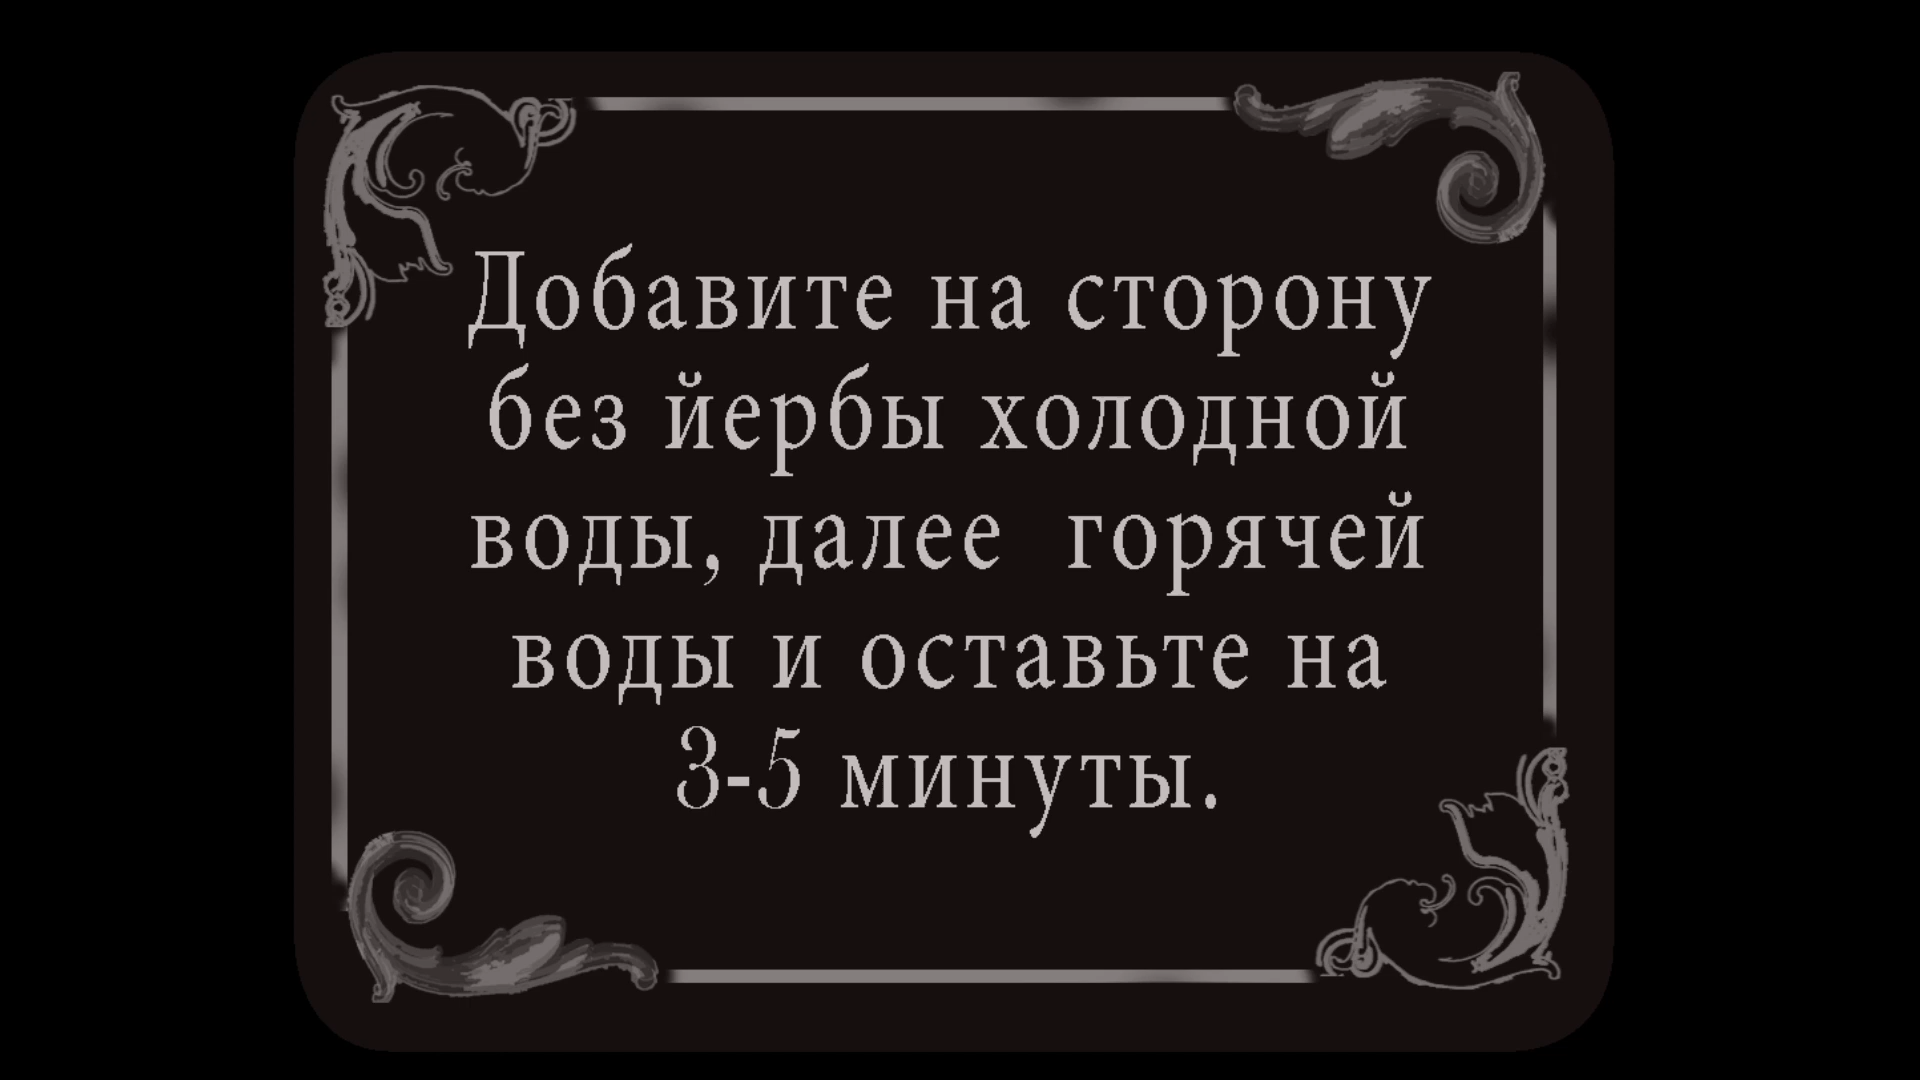 Добавите на сторону
без йербы холодной
воды, далее  горячей
воды и оставьте на
3-5 минуты.